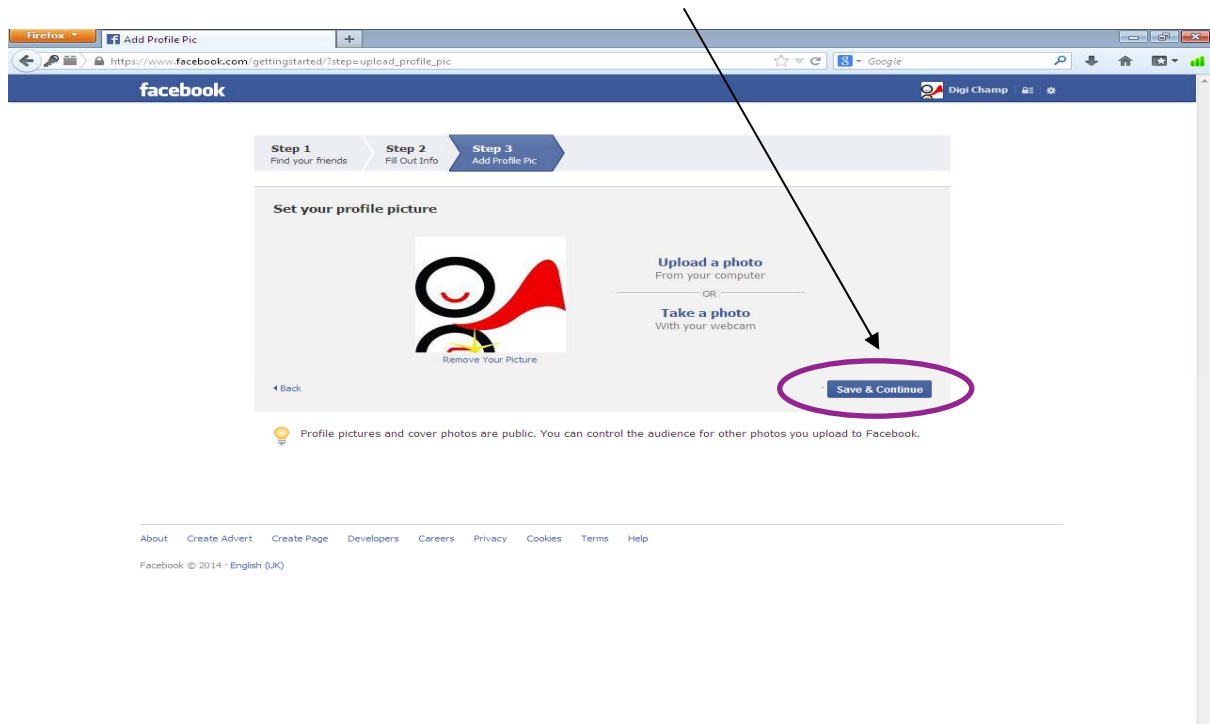 Firefox
Add Profile Pic
https://www.facebook.com/gettingstarted/?step=upload_profile_pic
Google
facebook
Digi Champ
Step 1
Find your friends
Step 2
Fill Out Info
Step 3
Add Profile Pic
Set your profile picture
Upload a photo
From your computer
OR
Take a photo
With your webcam
Remove Your Picture
Back
Save & Continue
Profile pictures and cover photos are public. You can control the audience for other photos you upload to Facebook.
About Create Advert Create Page Developers Careers Privacy Cookies Terms Help
Facebook © 2014 · English (UK)